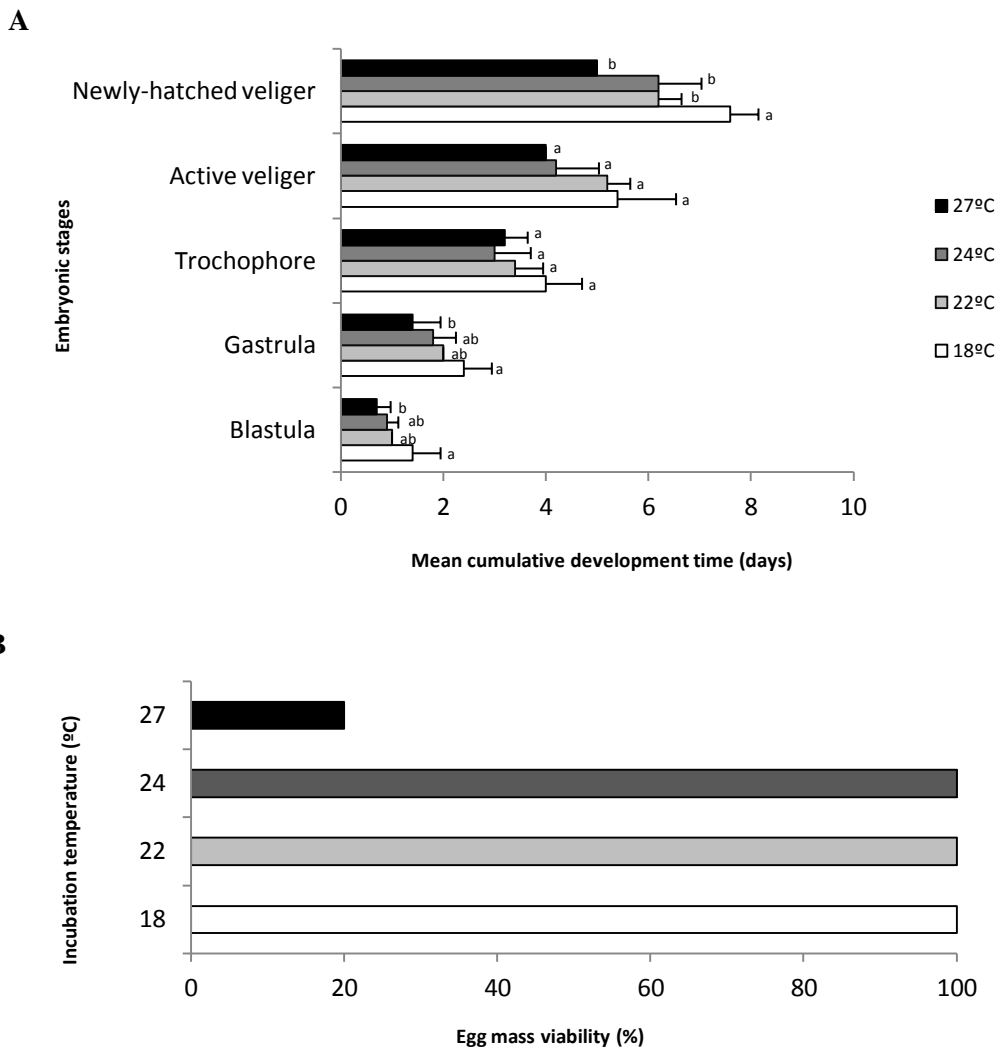 A
Newly-hatched veliger
b
b
b
a
Active veliger
a
a
a
a
Trochophore
a
a
a
a
Gastrula
b
ab
ab
a
Blastula
b
ab
ab
a
Embryonic stages
0 2 4 6 8 10
Mean cumulative development time (days)
27ºC
24ºC
22ºC
18ºC
27
24
22
18
Incubation temperature (ºC)
0 20 40 60 80 100
Egg mass viability (%)